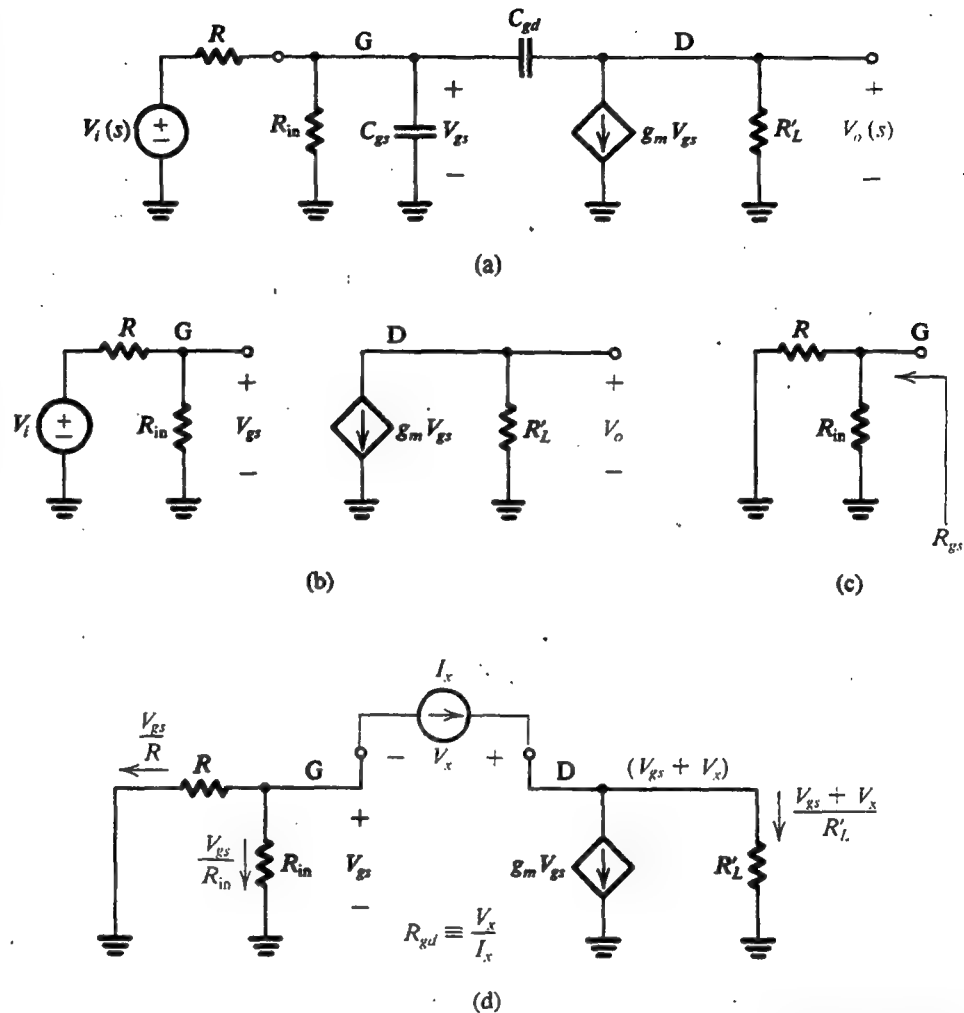 R G C_gd D
V_i(s) + − R_in C_gs + V_gs − g_m V_gs R'_L + V_o(s) −
(a)
R G D R G
V_i + − R_in + V_gs − g_m V_gs R'_L + V_o − R_in
R_gs
(b) (c)
I_x
V_gs/R R G − V_x + D (V_gs + V_x) (V_gs + V_x)/R'_L
V_gs/R_in R_in + V_gs − g_m V_gs R'_L
R_gd ≡ V_x/I_x
(d)